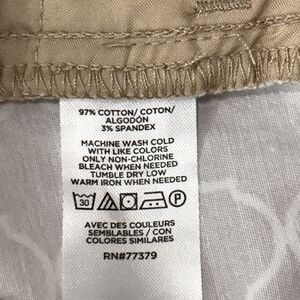 97% COTTON/ COTON/
ALGODON
3% SPANDEX
MACHINE WASH COLD
WITH LIKE COLORS
ONLY NON-CHLORINE
BLEACH WHEN NEEDED
TUMBLE DRY LOW
WARM IRON WHEN NEEDED
30 P
AVEC DES COULEURS
SEMBLABLES / CON
COLORES SIMILARES
RN#77379